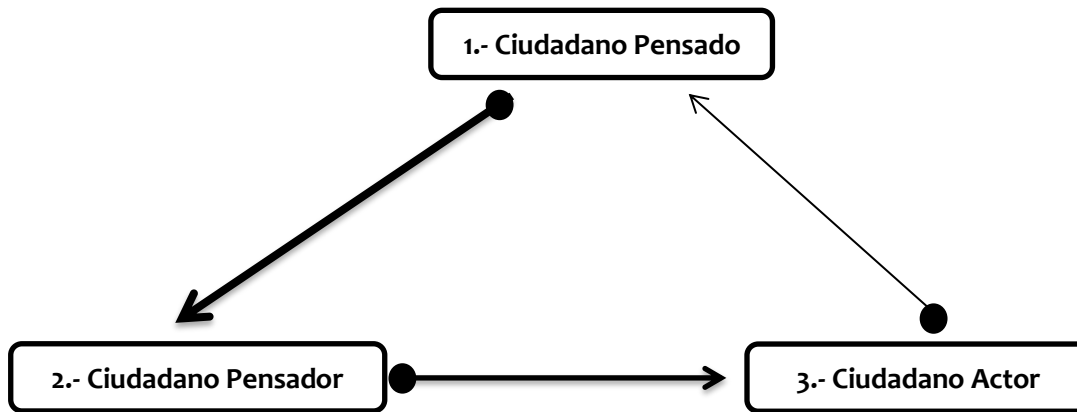 1.- Ciudadano Pensado
2.- Ciudadano Pensador
3.- Ciudadano Actor